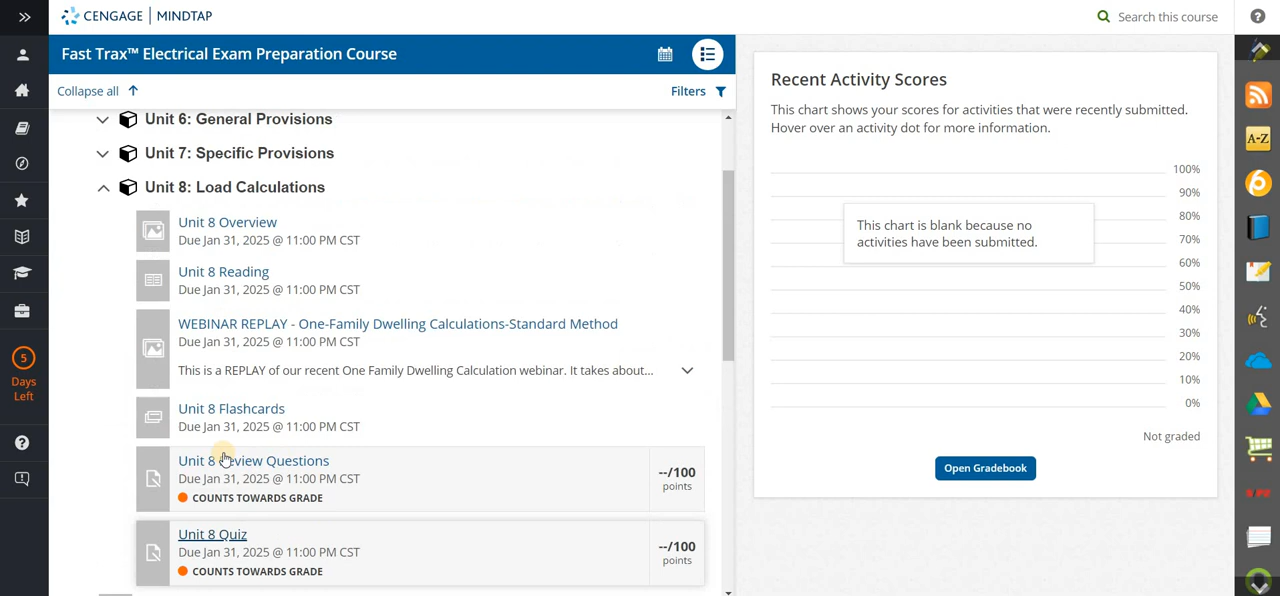 CENGAGE | MINDTAP
Search this course
Fast Trax™ Electrical Exam Preparation Course
Collapse all
Filters
Unit 6: General Provisions
Unit 7: Specific Provisions
Unit 8: Load Calculations
Unit 8 Overview
Due Jan 31, 2025 @ 11:00 PM CST
Unit 8 Reading
Due Jan 31, 2025 @ 11:00 PM CST
WEBINAR REPLAY - One-Family Dwelling Calculations-Standard Method
Due Jan 31, 2025 @ 11:00 PM CST
This is a REPLAY of our recent One Family Dwelling Calculation webinar. It takes about...
Unit 8 Flashcards
Due Jan 31, 2025 @ 11:00 PM CST
Unit 8 Review Questions
Due Jan 31, 2025 @ 11:00 PM CST
COUNTS TOWARDS GRADE
--/100
points
Unit 8 Quiz
Due Jan 31, 2025 @ 11:00 PM CST
COUNTS TOWARDS GRADE
--/100
points
5
Days
Left
Recent Activity Scores
This chart shows your scores for activities that were recently submitted.
Hover over an activity dot for more information.
100%
90%
80%
70%
60%
50%
40%
30%
20%
10%
0%
This chart is blank because no
activities have been submitted.
Not graded
Open Gradebook
A-Z